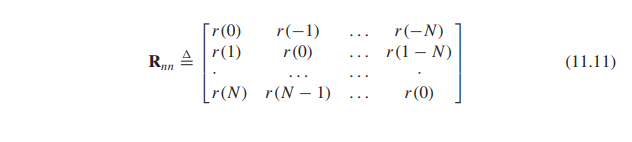 r(0) r(−1) ... r(−N)
R_nn ≜ r(1) r(0) ... r(1 − N) (11.11)
. ... ... .
r(N) r(N − 1) ... r(0)